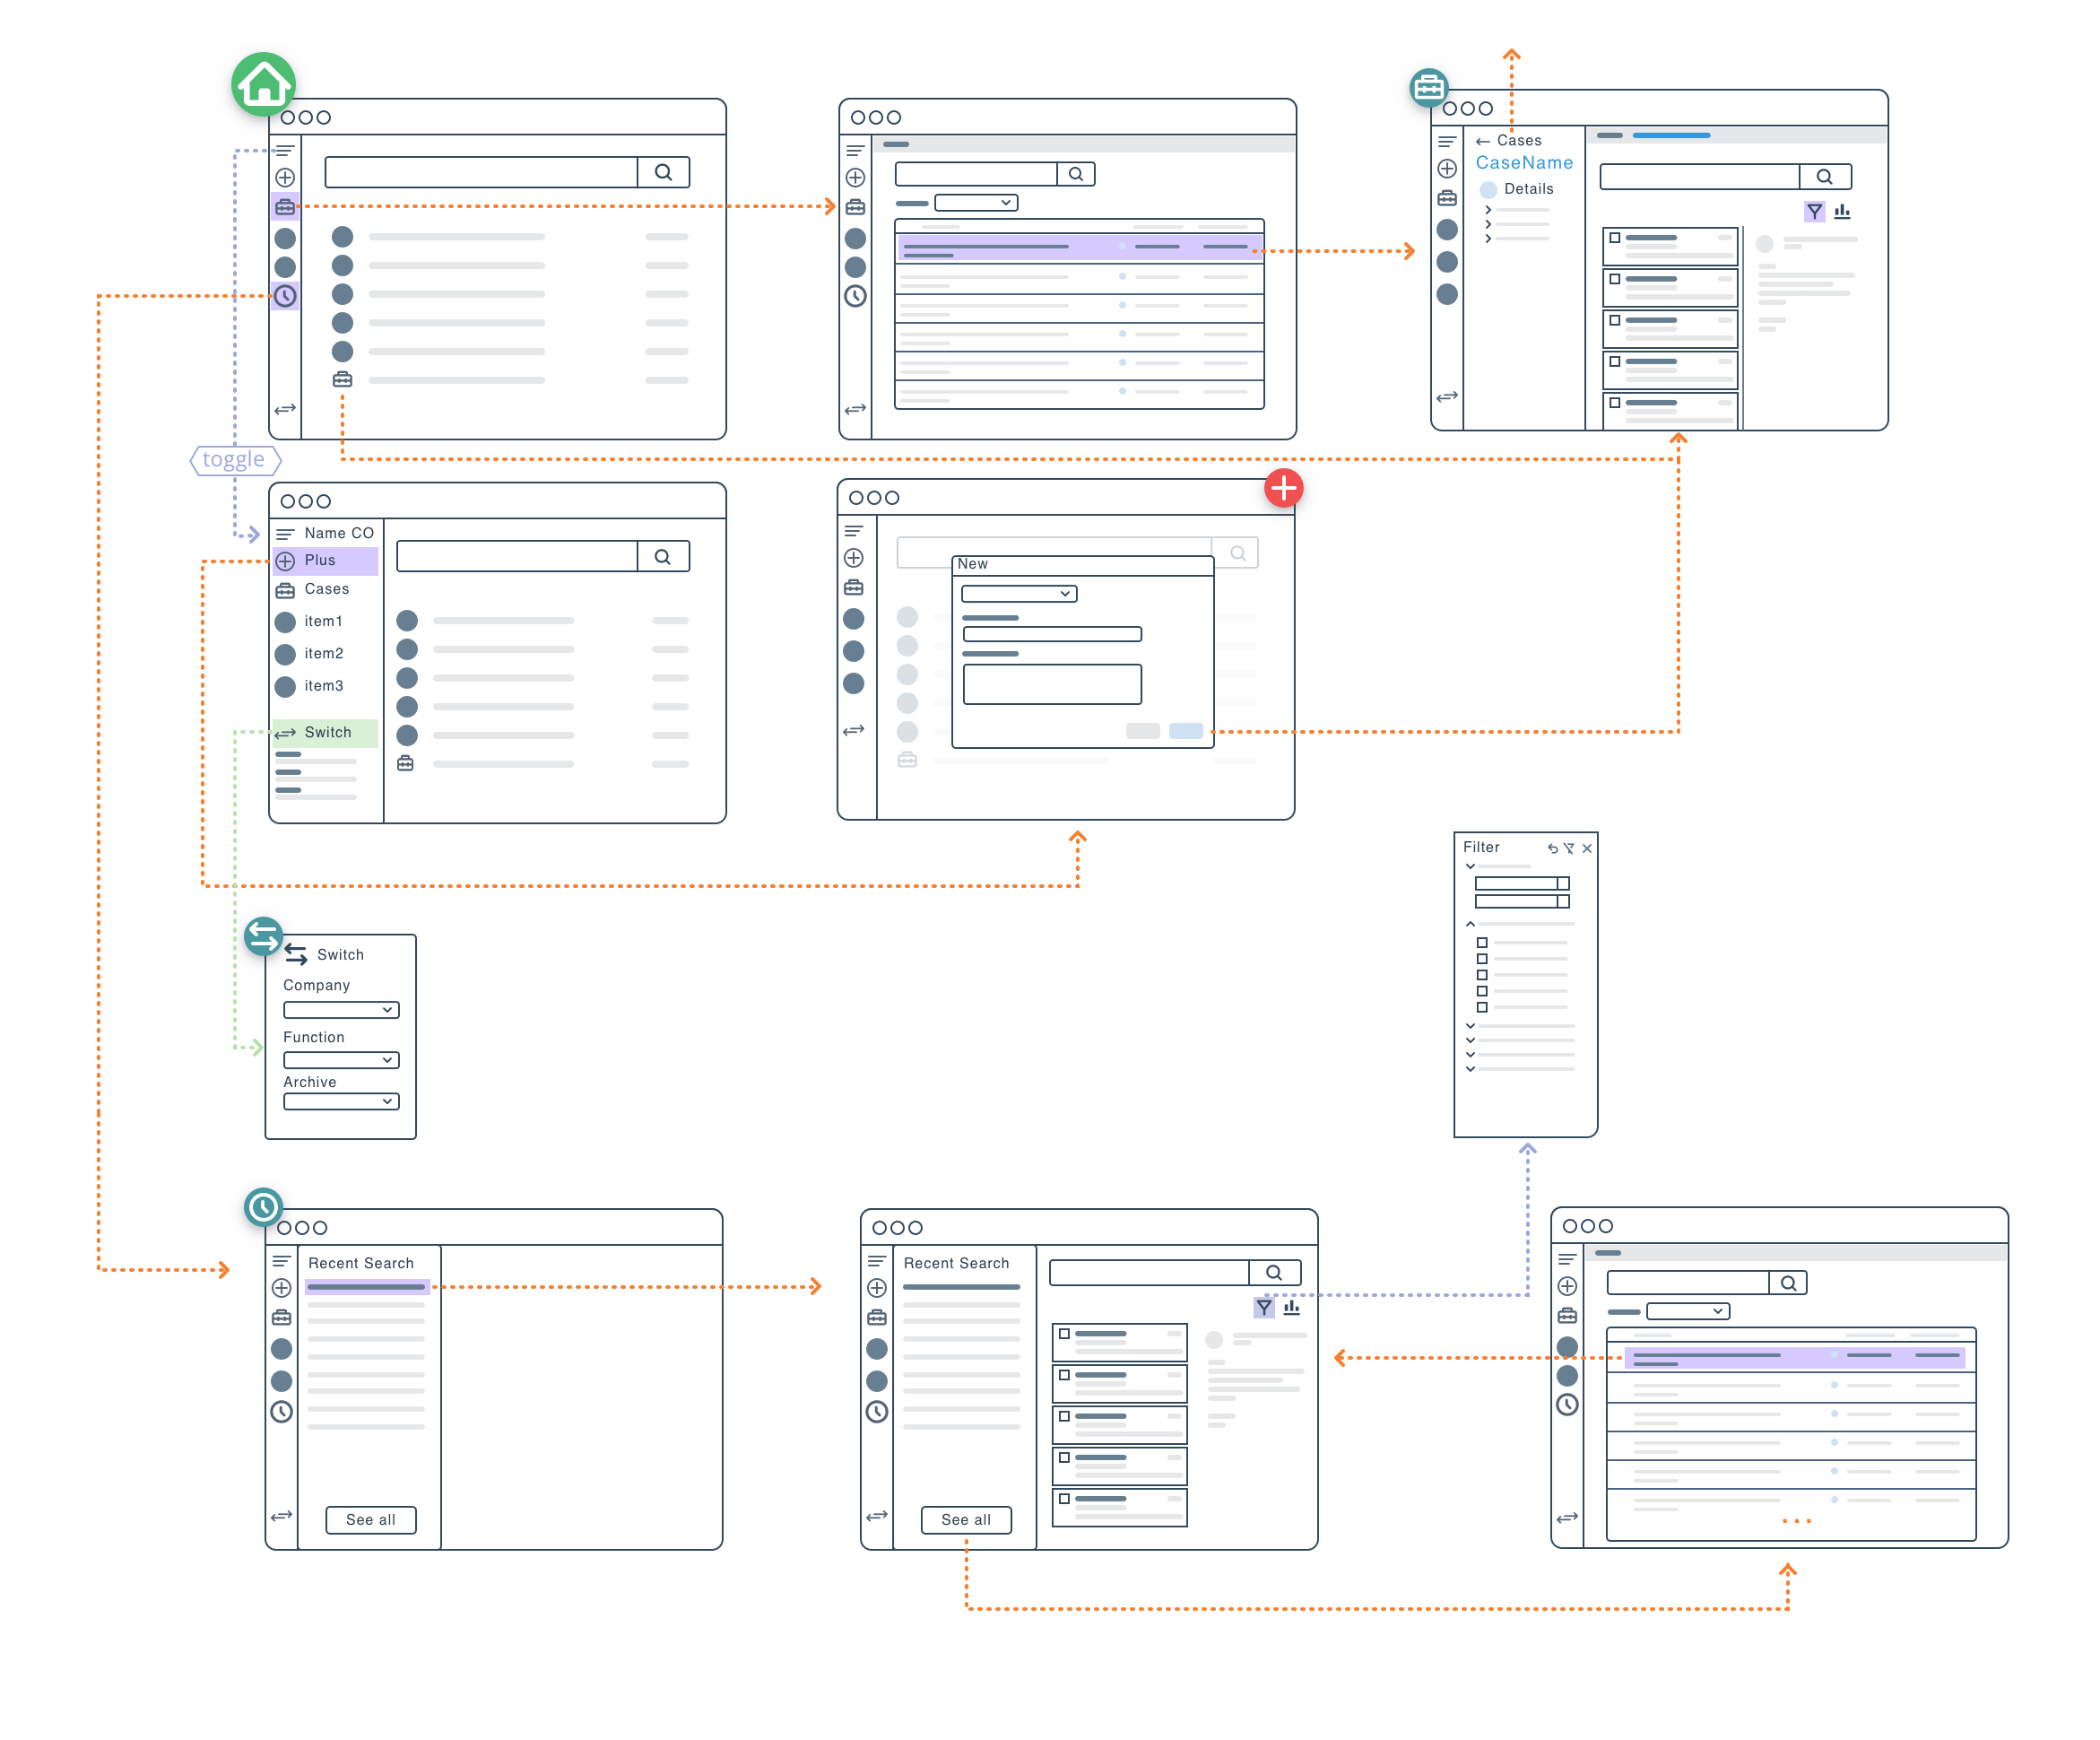 Cases
CaseName
Details
toggle
Name CO
Plus
Cases
item1
item2
item3
Switch
New
Filter
Switch
Company
Function
Archive
Recent Search
See all
Recent Search
See all
...